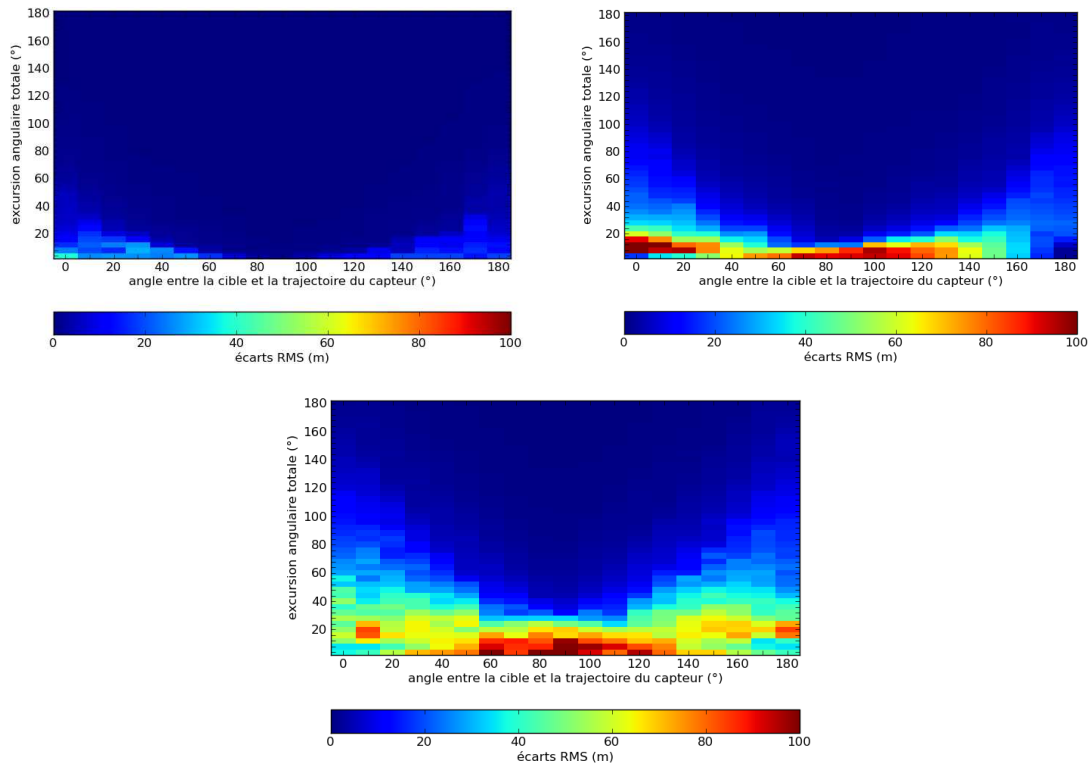 180
160
140
120
100
80
60
40
20
excursion angulaire totale (°)
0 20 40 60 80 100 120 140 160 180
angle entre la cible et la trajectoire du capteur (°)
0 20 40 60 80 100
écarts RMS (m)
180
160
140
120
100
80
60
40
20
excursion angulaire totale (°)
0 20 40 60 80 100 120 140 160 180
angle entre la cible et la trajectoire du capteur (°)
0 20 40 60 80 100
écarts RMS (m)
180
160
140
120
100
80
60
40
20
excursion angulaire totale (°)
0 20 40 60 80 100 120 140 160 180
angle entre la cible et la trajectoire du capteur (°)
0 20 40 60 80 100
écarts RMS (m)